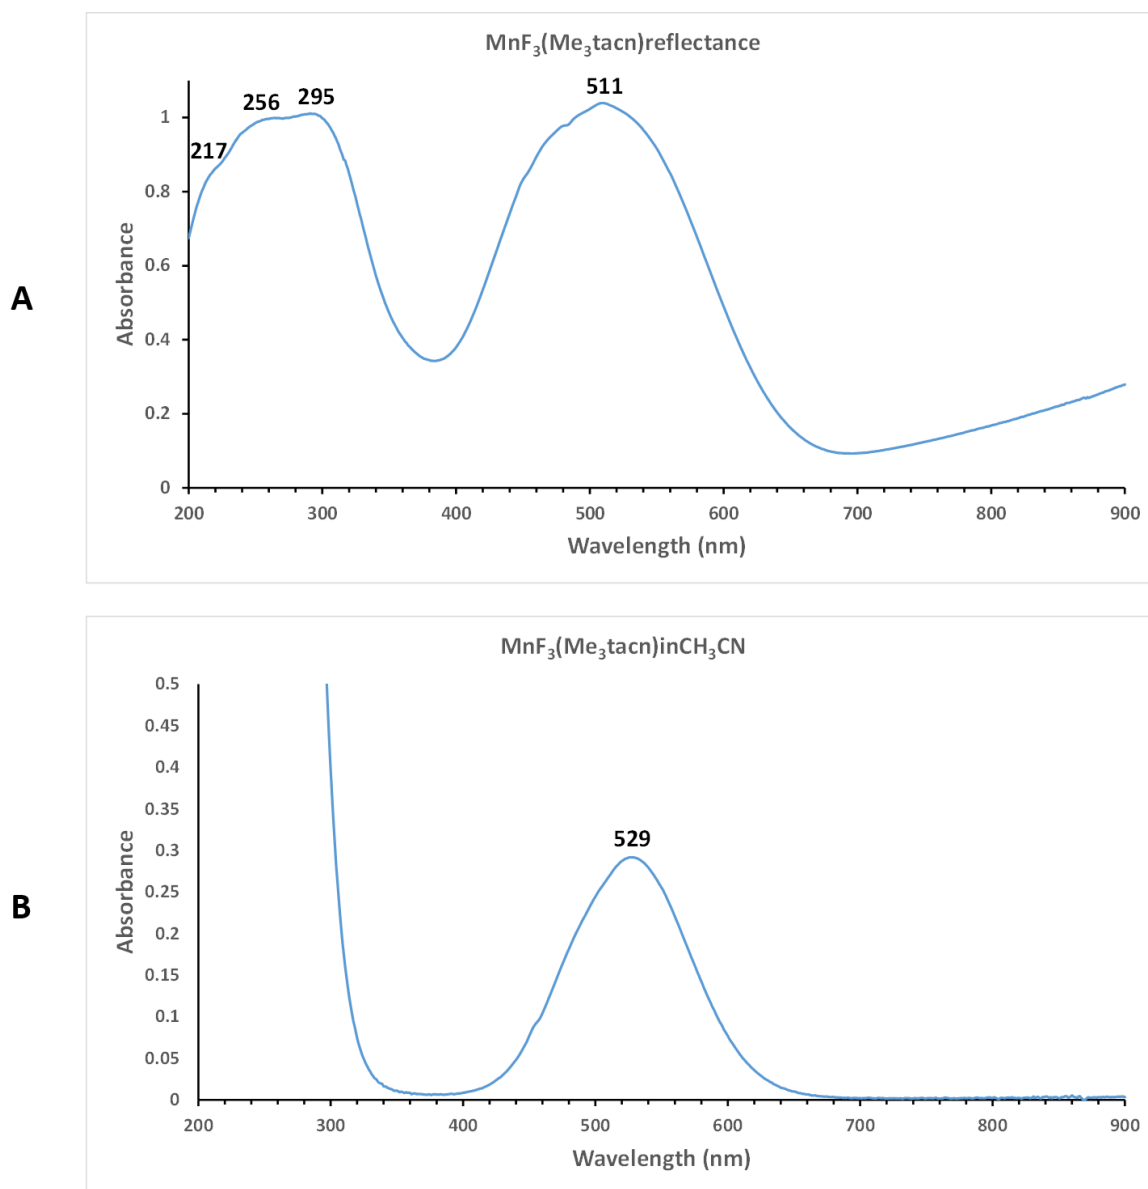 MnF₃(Me₃tacn)reflectance
A
Absorbance
217
256
295
511
1
0.8
0.6
0.4
0.2
0
200 300 400 500 600 700 800 900
Wavelength (nm)
MnF₃(Me₃tacn)inCH₃CN
B
Absorbance
529
0.5
0.45
0.4
0.35
0.3
0.25
0.2
0.15
0.1
0.05
0
200 300 400 500 600 700 800 900
Wavelength (nm)